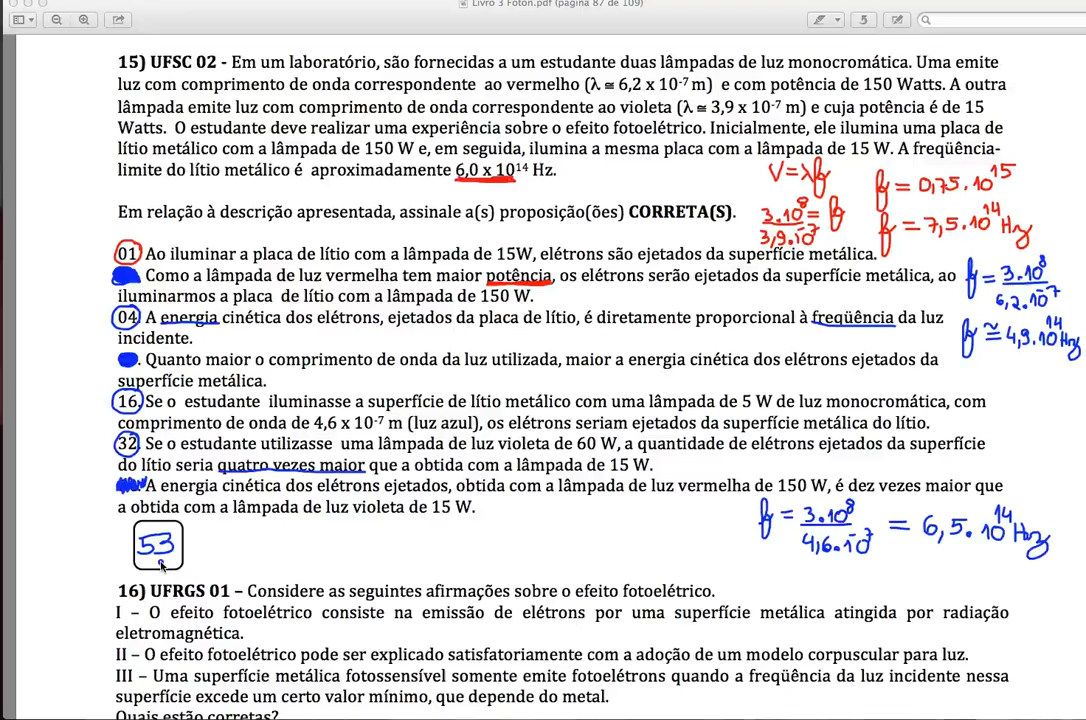 Livro 3 Foton.pdf (página 87 de 109)
15) UFSC 02 - Em um laboratório, são fornecidas a um estudante duas lâmpadas de luz monocromática. Uma emite
luz com comprimento de onda correspondente ao vermelho (λ ≅ 6,2 x 10⁻⁷ m) e com potência de 150 Watts. A outra
lâmpada emite luz com comprimento de onda correspondente ao violeta (λ ≅ 3,9 x 10⁻⁷ m) e cuja potência é de 15
Watts. O estudante deve realizar uma experiência sobre o efeito fotoelétrico. Inicialmente, ele ilumina uma placa de
lítio metálico com a lâmpada de 150 W e, em seguida, ilumina a mesma placa com a lâmpada de 15 W. A freqüência-
limite do lítio metálico é aproximadamente 6,0 x 10¹⁴ Hz.
V = λf
f = 0,75.10¹⁵
3.10⁸ = f
3,9.10⁻⁷
f = 7,5.10¹⁴ Hz
Em relação à descrição apresentada, assinale a(s) proposição(ões) CORRETA(S).
01 Ao iluminar a placa de lítio com a lâmpada de 15W, elétrons são ejetados da superfície metálica.
Como a lâmpada de luz vermelha tem maior potência, os elétrons serão ejetados da superfície metálica, ao
iluminarmos a placa de lítio com a lâmpada de 150 W.
f = 3.10⁸
6,2.10⁻⁷
f ≅ 4,9.10¹⁴ Hz
04 A energia cinética dos elétrons, ejetados da placa de lítio, é diretamente proporcional à freqüência da luz
incidente.
. Quanto maior o comprimento de onda da luz utilizada, maior a energia cinética dos elétrons ejetados da
superfície metálica.
16. Se o estudante iluminasse a superfície de lítio metálico com uma lâmpada de 5 W de luz monocromática, com
comprimento de onda de 4,6 x 10⁻⁷ m (luz azul), os elétrons seriam ejetados da superfície metálica do lítio.
32. Se o estudante utilizasse uma lâmpada de luz violeta de 60 W, a quantidade de elétrons ejetados da superfície
do lítio seria quatro vezes maior que a obtida com a lâmpada de 15 W.
A energia cinética dos elétrons ejetados, obtida com a lâmpada de luz vermelha de 150 W, é dez vezes maior que
a obtida com a lâmpada de luz violeta de 15 W.
f = 3.10⁸ = 6,5.10¹⁴ Hz
4,6.10⁻⁷
53
16) UFRGS 01 – Considere as seguintes afirmações sobre o efeito fotoelétrico.
I – O efeito fotoelétrico consiste na emissão de elétrons por uma superfície metálica atingida por radiação
eletromagnética.
II – O efeito fotoelétrico pode ser explicado satisfatoriamente com a adoção de um modelo corpuscular para luz.
III – Uma superfície metálica fotossensível somente emite fotoelétrons quando a freqüência da luz incidente nessa
superfície excede um certo valor mínimo, que depende do metal.
Quais estão corretas?